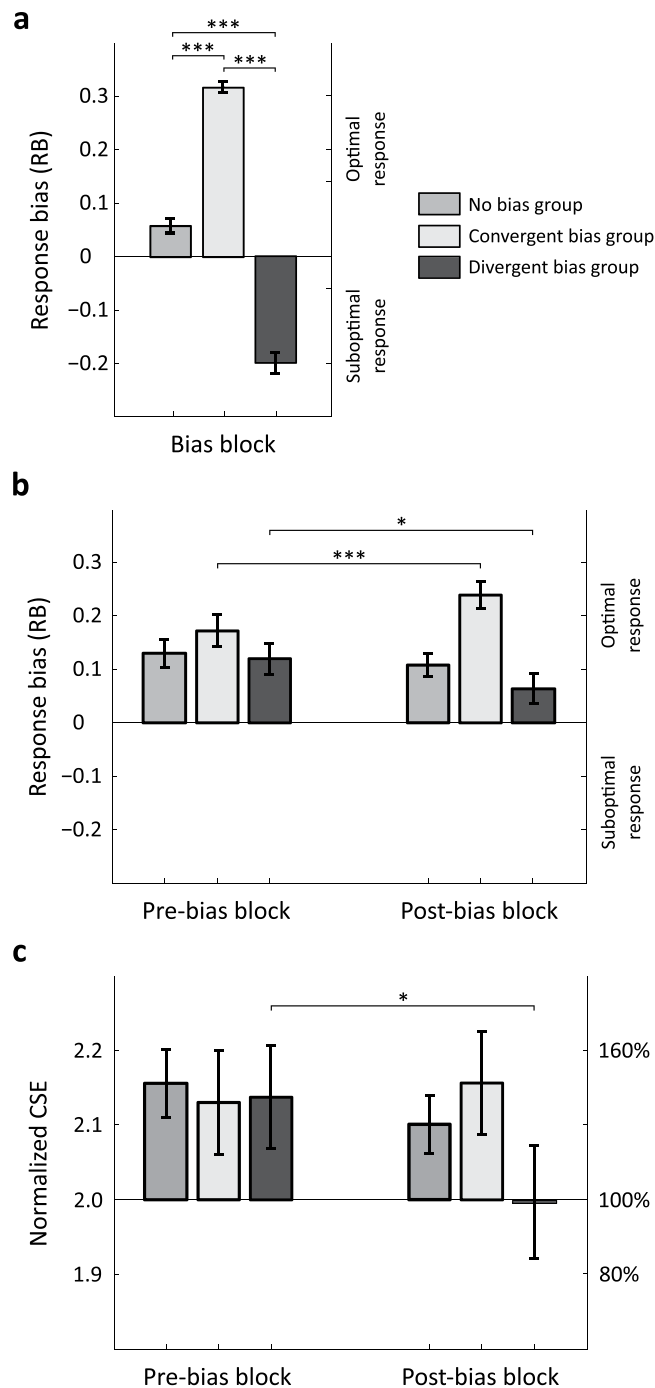 a
***
*** ***
0.3
0.2
0.1
0
−0.1
−0.2
Response bias (RB)
Optimal
response
Suboptimal
response
No bias group
Convergent bias group
Divergent bias group
Bias block
b
*
***
0.3
0.2
0.1
0
−0.1
−0.2
Response bias (RB)
Optimal
response
Suboptimal
response
Pre-bias block Post-bias block
c
*
2.2
2.1
2.0
1.9
Normalized CSE
160%
100%
80%
Pre-bias block Post-bias block